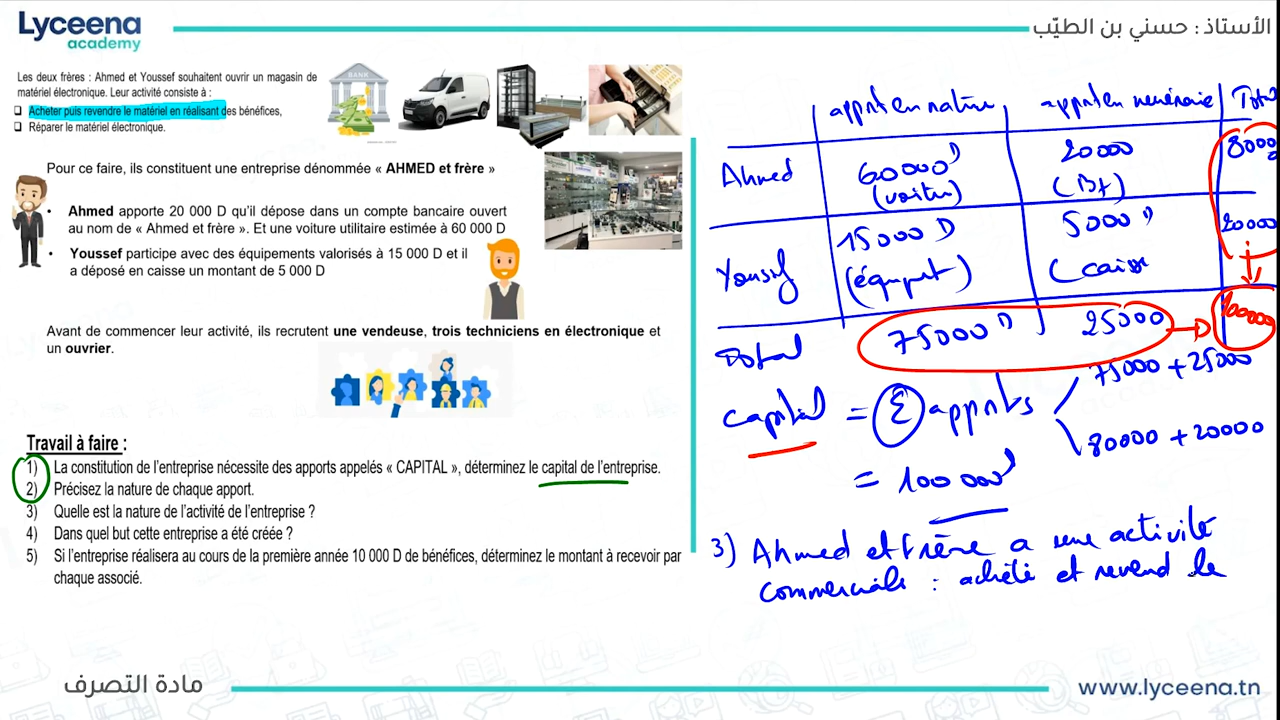 Lyceena
academy
الأستاذ : حسني بن الطيّب
Les deux frères : Ahmed et Youssef souhaitent ouvrir un magasin de
matériel électronique. Leur activité consiste à :
Acheter puis revendre le matériel en réalisant des bénéfices,
Réparer le matériel électronique.
BANK
Pour ce faire, ils constituent une entreprise dénommée « AHMED et frère »
• Ahmed apporte 20 000 D qu'il dépose dans un compte bancaire ouvert
au nom de « Ahmed et frère ». Et une voiture utilitaire estimée à 60 000 D
• Youssef participe avec des équipements valorisés à 15 000 D et il
a déposé en caisse un montant de 5 000 D
Avant de commencer leur activité, ils recrutent une vendeuse, trois techniciens en électronique et
un ouvrier.
Travail à faire :
1) La constitution de l'entreprise nécessite des apports appelés « CAPITAL », déterminez le capital de l'entreprise.
2) Précisez la nature de chaque apport.
3) Quelle est la nature de l'activité de l'entreprise ?
4) Dans quel but cette entreprise a été créée ?
5) Si l'entreprise réalisera au cours de la première année 10 000 D de bénéfices, déterminez le montant à recevoir par
chaque associé.
apport en nature apport en numéraire Total
Ahmed 60000 D 20000 80000
(voiture) (Bq)
Youssef 15000 D 5000 D 20000
(équipmt) (caisse
Total 75000 D 25000 100000
75000 + 25000
capital = Σ apports
80000 + 20000
= 100 000 D
3) Ahmed et Frère a une activité
commerciale : achète et revend le
مادة التصرف
www.lyceena.tn